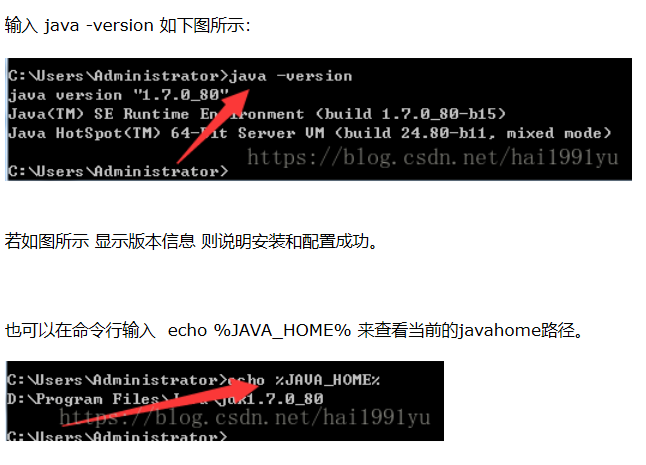 输入 java -version 如下图所示：
C:\Users\Administrator>java -version
java version "1.7.0_80"
Java(TM) SE Runtime Environment (build 1.7.0_80-b15)
Java HotSpot(TM) 64-Bit Server VM (build 24.80-b11, mixed mode)
https://blog.csdn.net/hai1991yu
C:\Users\Administrator>
若如图所示 显示版本信息 则说明安装和配置成功。
也可以在命令行输入  echo %JAVA_HOME% 来查看当前的javahome路径。
C:\Users\Administrator>echo %JAVA_HOME%
D:\Program Files\Java\jdk1.7.0_80
https://blog.csdn.net/hai1991yu
C:\Users\Administrator>